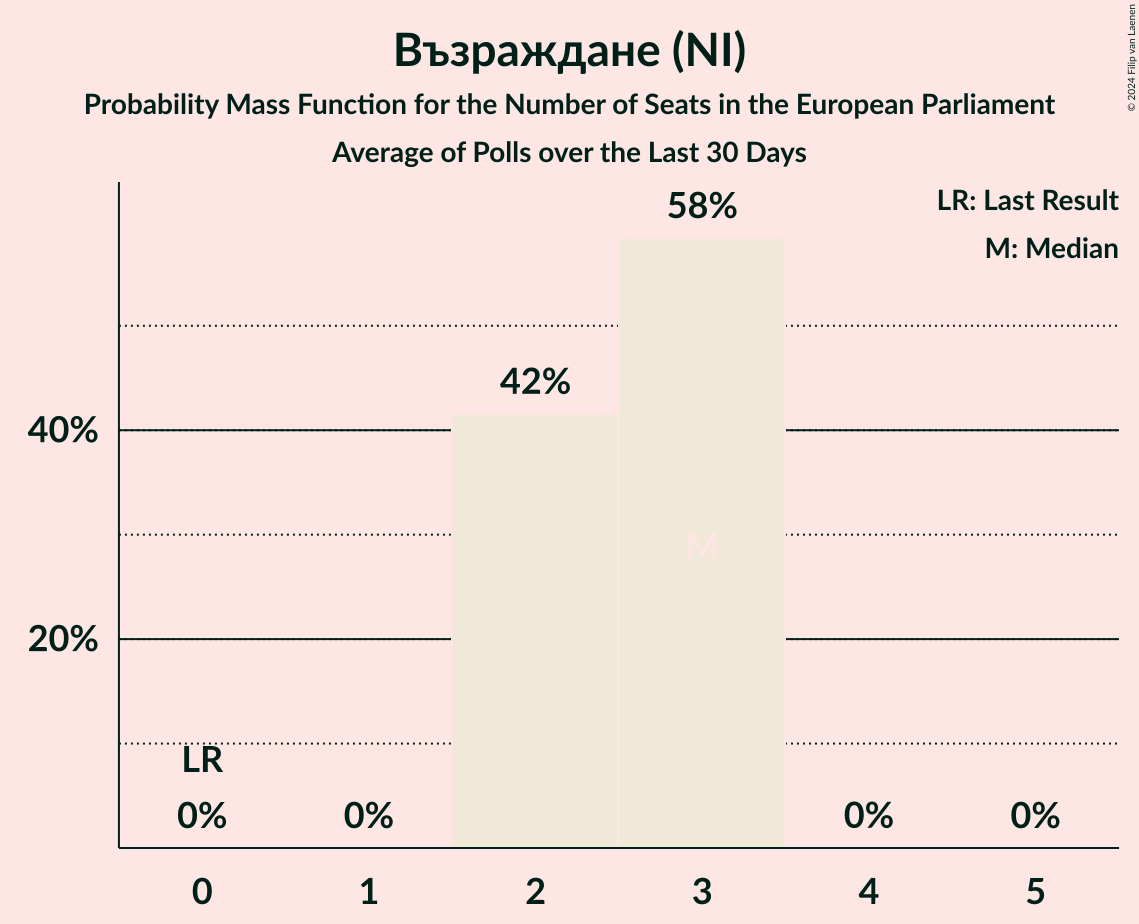 Възраждане (NI)
Probability Mass Function for the Number of Seats in the European Parliament
Average of Polls over the Last 30 Days
© 2024 Filip van Laenen
LR: Last Result
M: Median
58%
42%
40%
M
20%
LR
0% 0% 0% 0%
0 1 2 3 4 5